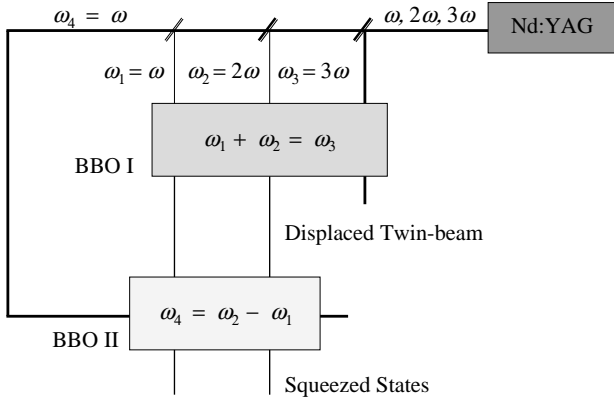 ω₄ = ω
ω, 2ω, 3ω
Nd:YAG
ω₁ = ω
ω₂ = 2ω
ω₃ = 3ω
ω₁ + ω₂ = ω₃
BBO I
Displaced Twin-beam
ω₄ = ω₂ − ω₁
BBO II
Squeezed States